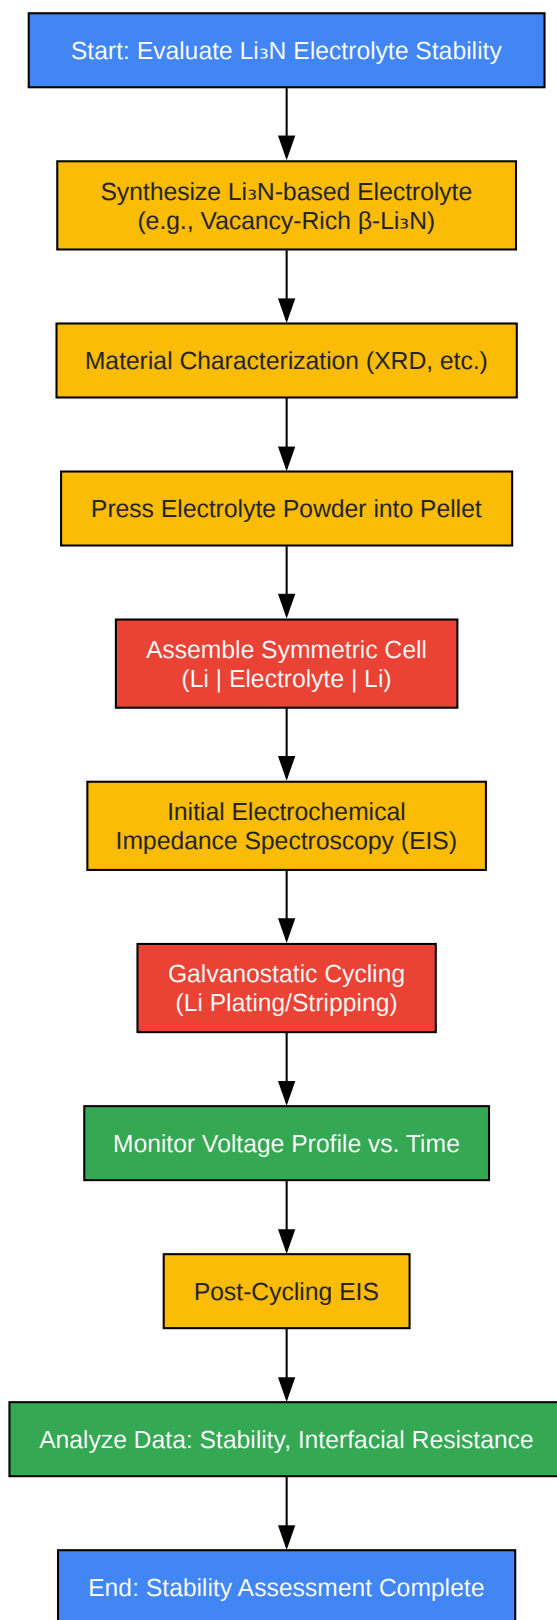 Start: Evaluate Li₃N Electrolyte Stability
Synthesize Li₃N-based Electrolyte
(e.g., Vacancy-Rich β-Li₃N)
Material Characterization (XRD, etc.)
Press Electrolyte Powder into Pellet
Assemble Symmetric Cell
(Li | Electrolyte | Li)
Initial Electrochemical
Impedance Spectroscopy (EIS)
Galvanostatic Cycling
(Li Plating/Stripping)
Monitor Voltage Profile vs. Time
Post-Cycling EIS
Analyze Data: Stability, Interfacial Resistance
End: Stability Assessment Complete